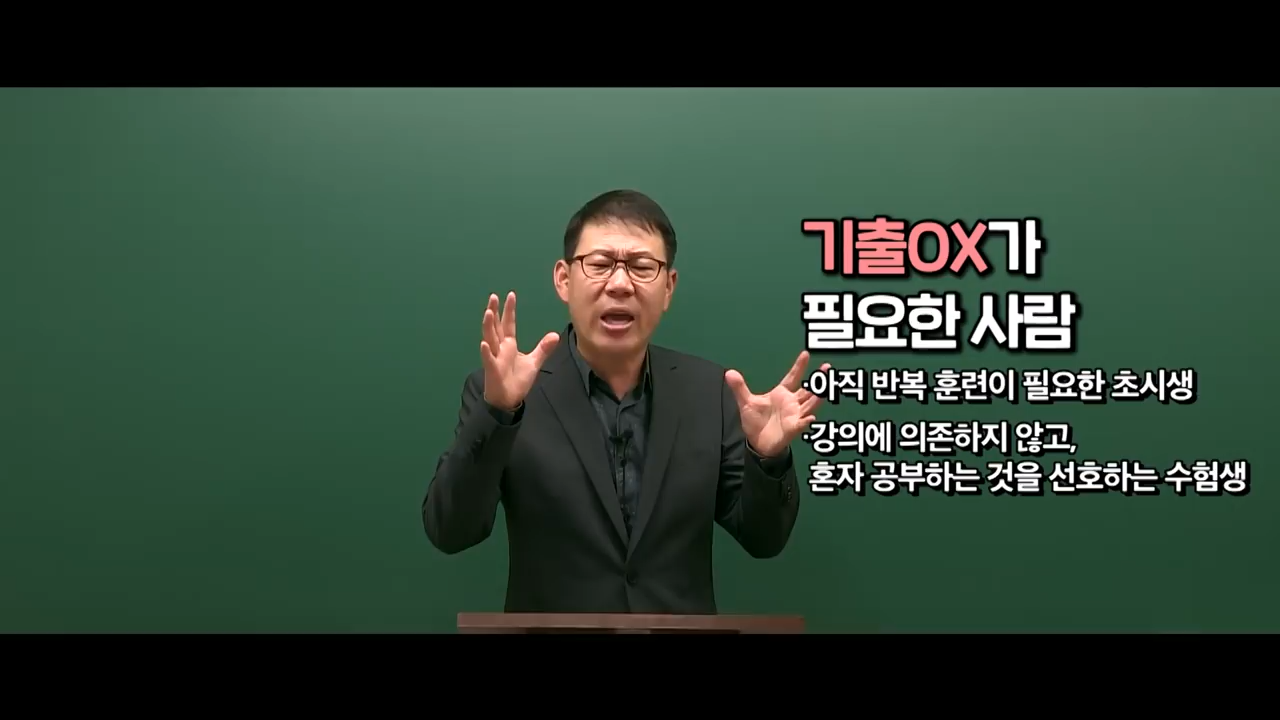 기출OX가
필요한 사람
·아직 반복 훈련이 필요한 초시생
·강의에 의존하지 않고,
혼자 공부하는 것을 선호하는 수험생